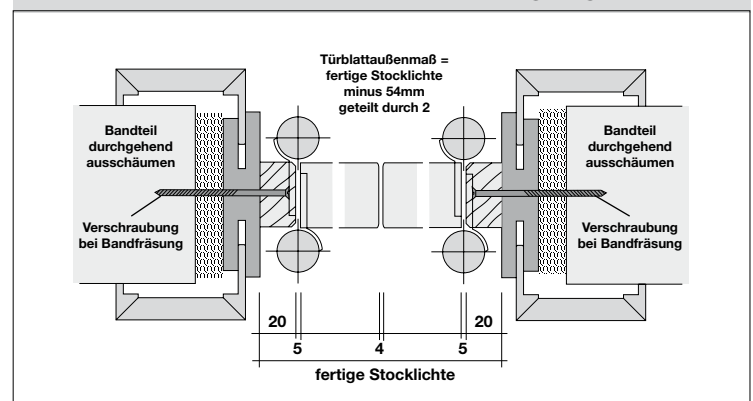 Türblattaußenmaß =
fertige Stocklichte
minus 54mm
geteilt durch 2
Bandteil
durchgehend
ausschäumen
Verschraubung
bei Bandfräsung
Bandteil
durchgehend
ausschäumen
Verschraubung
bei Bandfräsung
20
20
5
4
5
fertige Stocklichte